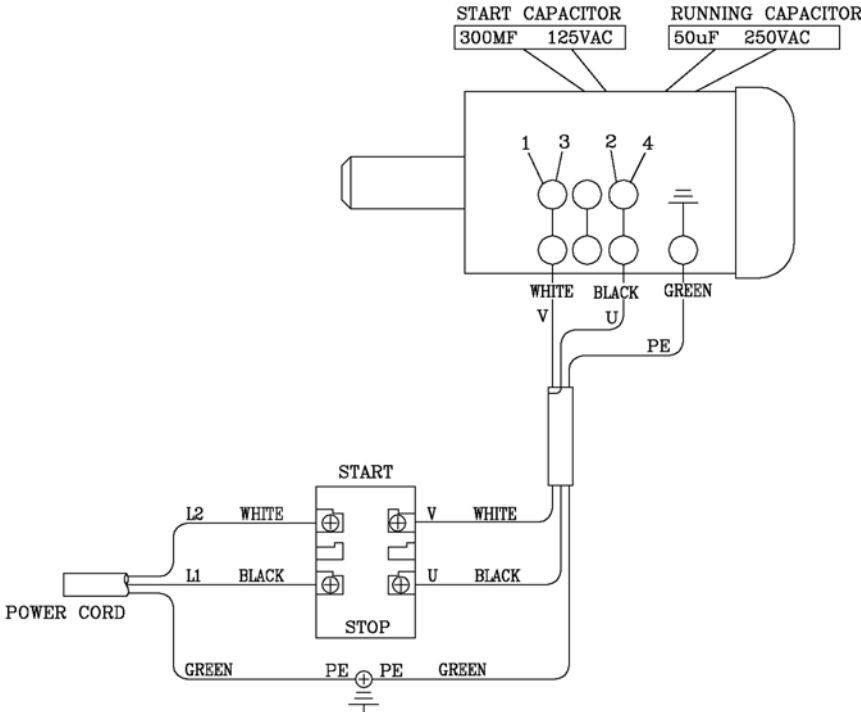 START CAPACITOR
300MF 125VAC
RUNNING CAPACITOR
50uF 250VAC
1 3 2 4
WHITE BLACK GREEN
V U
PE
START
L2 WHITE V WHITE
L1 BLACK U BLACK
POWER CORD
STOP
GREEN PE PE GREEN